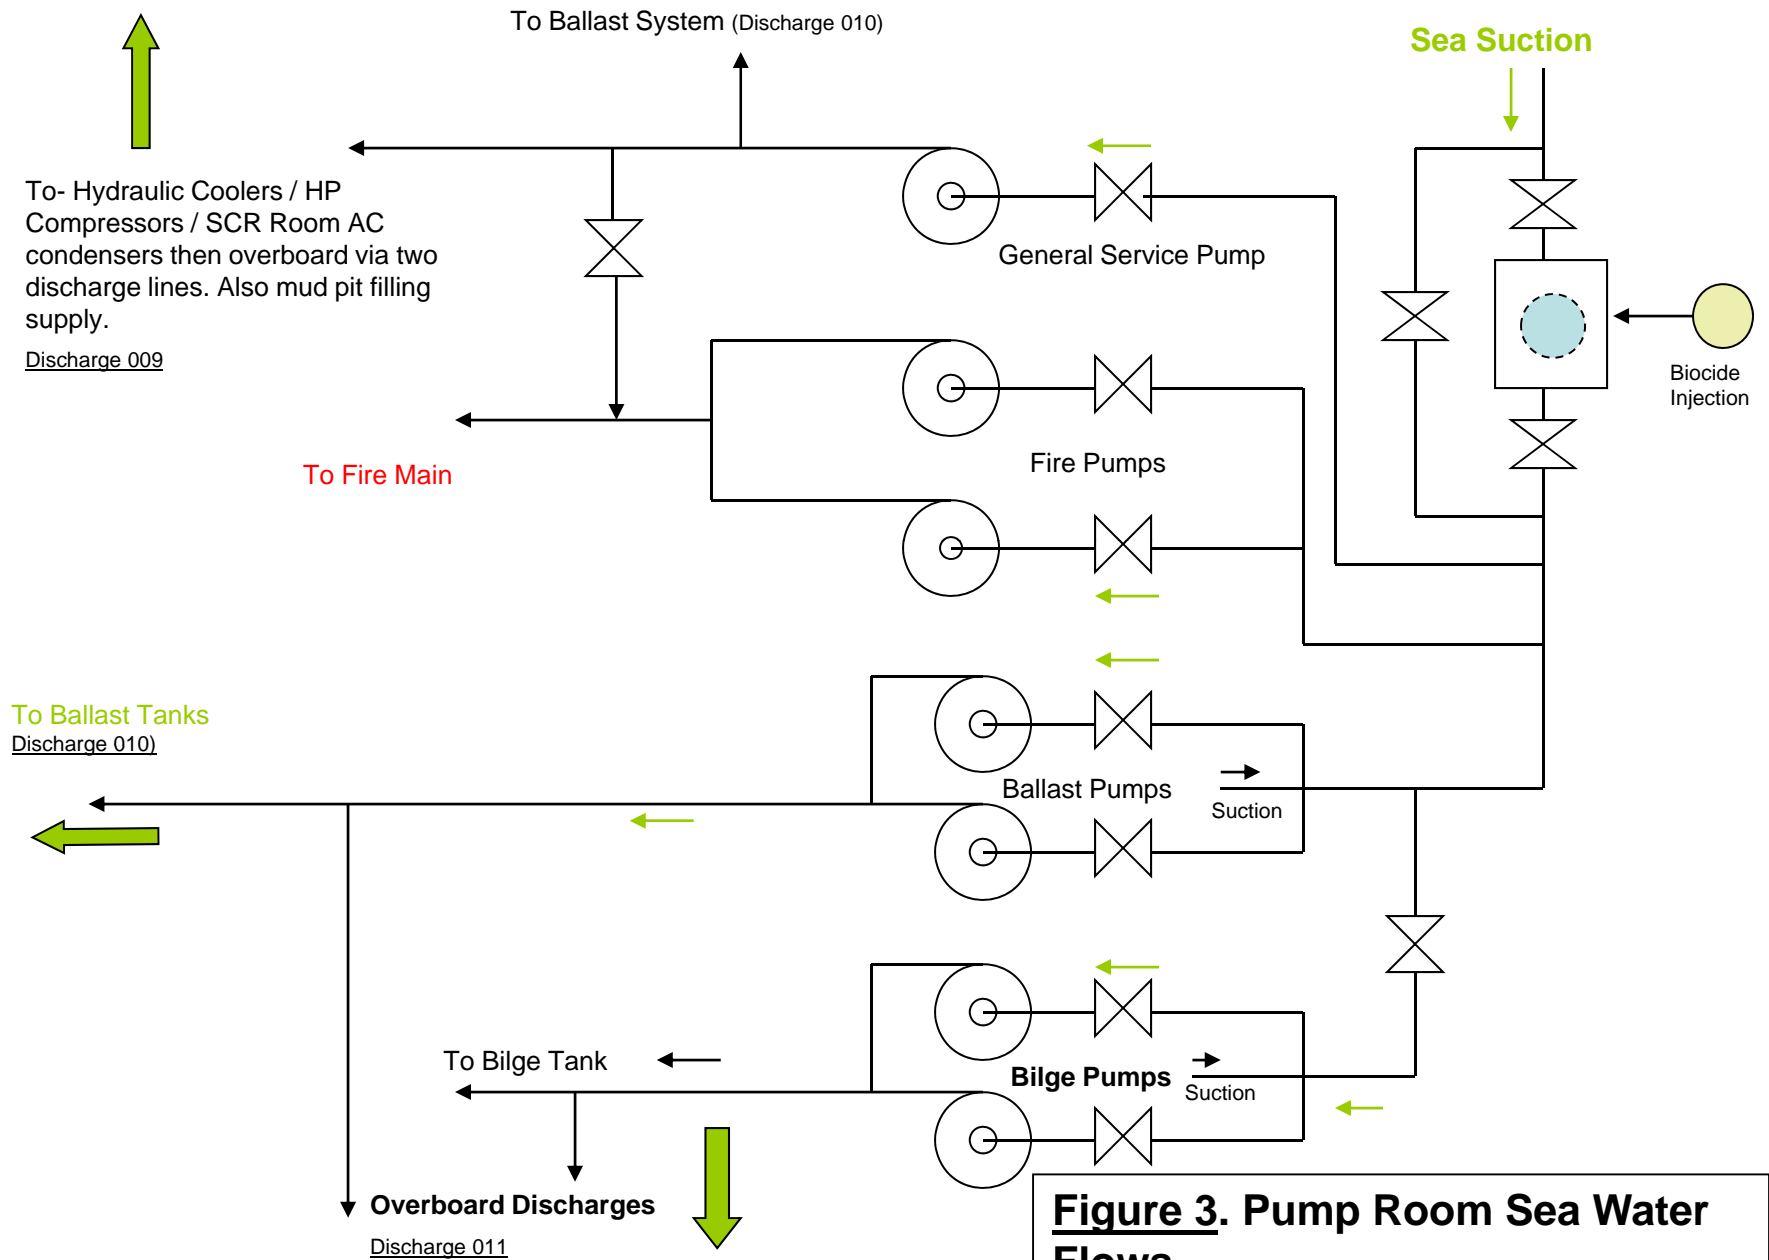 To Ballast System (Discharge 010)
Sea Suction
To- Hydraulic Coolers / HP
Compressors / SCR Room AC
condensers then overboard via two
discharge lines. Also mud pit filling
supply.
Discharge 009
General Service Pump
Biocide
Injection
To Fire Main
Fire Pumps
To Ballast Tanks
Discharge 010)
Ballast Pumps
Suction
To Bilge Tank
Bilge Pumps
Suction
Overboard Discharges
Discharge 011
Figure 3. Pump Room Sea Water
Flows